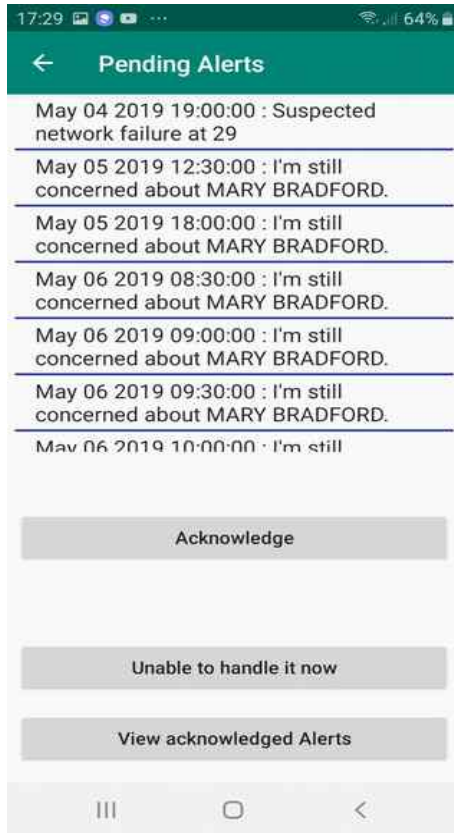 17:29 ... 64%
Pending Alerts
May 04 2019 19:00:00 : Suspected
network failure at 29
May 05 2019 12:30:00 : I'm still
concerned about MARY BRADFORD.
May 05 2019 18:00:00 : I'm still
concerned about MARY BRADFORD.
May 06 2019 08:30:00 : I'm still
concerned about MARY BRADFORD.
May 06 2019 09:00:00 : I'm still
concerned about MARY BRADFORD.
May 06 2019 09:30:00 : I'm still
concerned about MARY BRADFORD.
May 06 2019 10:00:00 : I'm still
Acknowledge
Unable to handle it now
View acknowledged Alerts